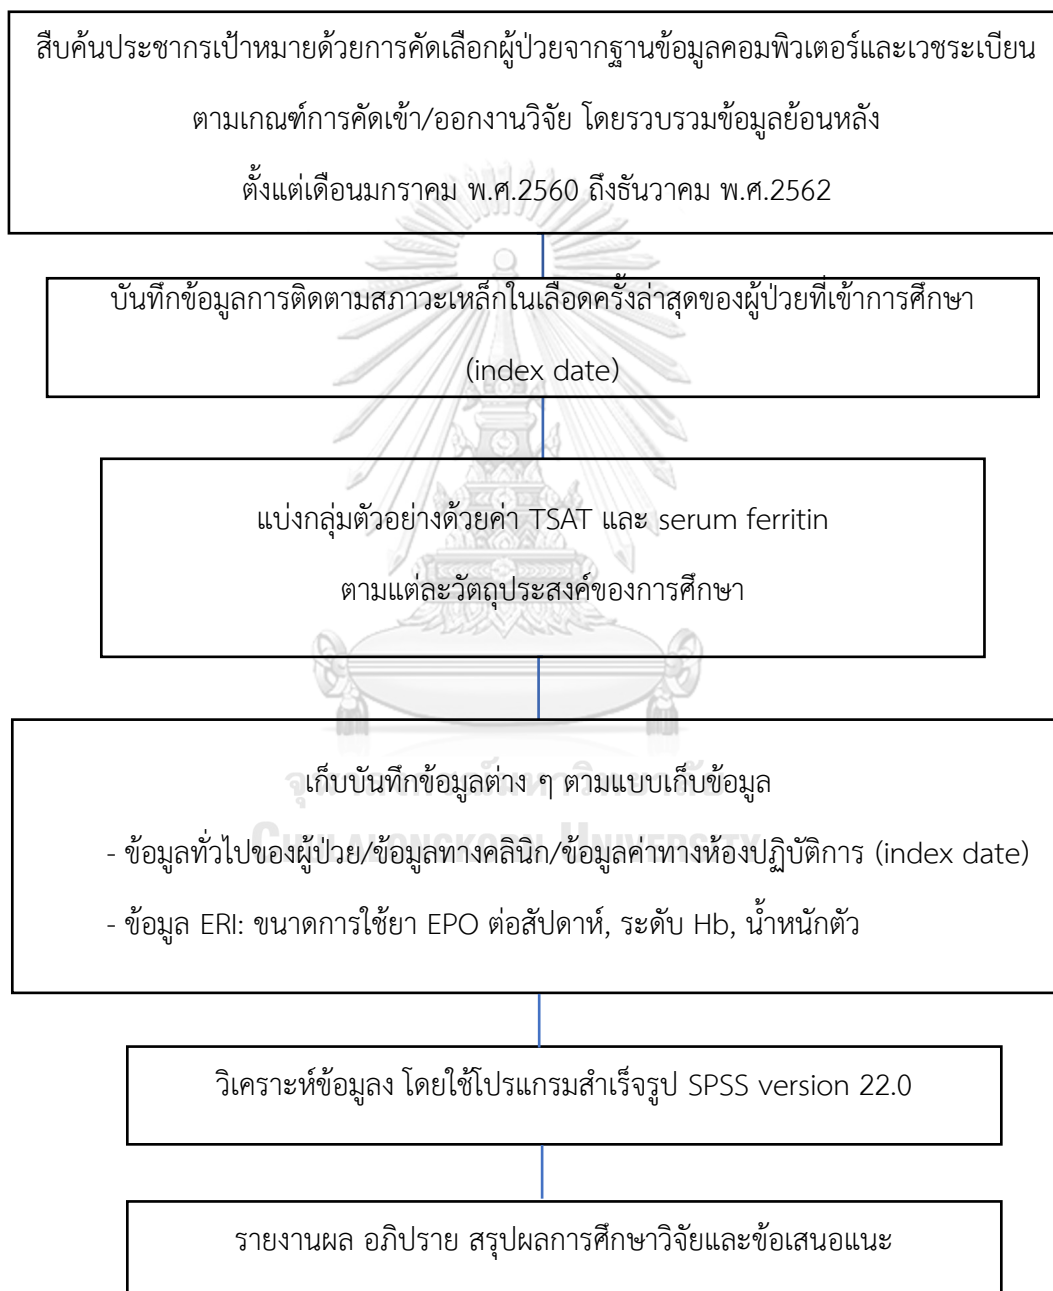 สืบค้นประชากรเป้าหมายด้วยการคัดเลือกผู้ป่วยจากฐานข้อมูลคอมพิวเตอร์และเวชระเบียน
ตามเกณฑ์การคัดเข้า/ออกงานวิจัย โดยรวบรวมข้อมูลย้อนหลัง
ตั้งแต่เดือนมกราคม พ.ศ.2560 ถึงธันวาคม พ.ศ.2562
บันทึกข้อมูลการติดตามสภาวะเหล็กในเลือดครั้งล่าสุดของผู้ป่วยที่เข้าการศึกษา
(index date)
แบ่งกลุ่มตัวอย่างด้วยค่า TSAT และ serum ferritin
ตามแต่ละวัตถุประสงค์ของการศึกษา
เก็บบันทึกข้อมูลต่าง ๆ ตามแบบเก็บข้อมูล
จุฬาลงกรณ์มหาวิทยาลัย
- ข้อมูลทั่วไปของผู้ป่วย/ข้อมูลทางคลินิก/ข้อมูลค่าทางห้องปฏิบัติการ (index date)
CHULALONGKORN UNIVERSITY
- ข้อมูล ERI: ขนาดการใช้ยา EPO ต่อสัปดาห์, ระดับ Hb, น้ำหนักตัว
วิเคราะห์ข้อมูลง โดยใช้โปรแกรมสำเร็จรูป SPSS version 22.0
รายงานผล อภิปราย สรุปผลการศึกษาวิจัยและข้อเสนอแนะ